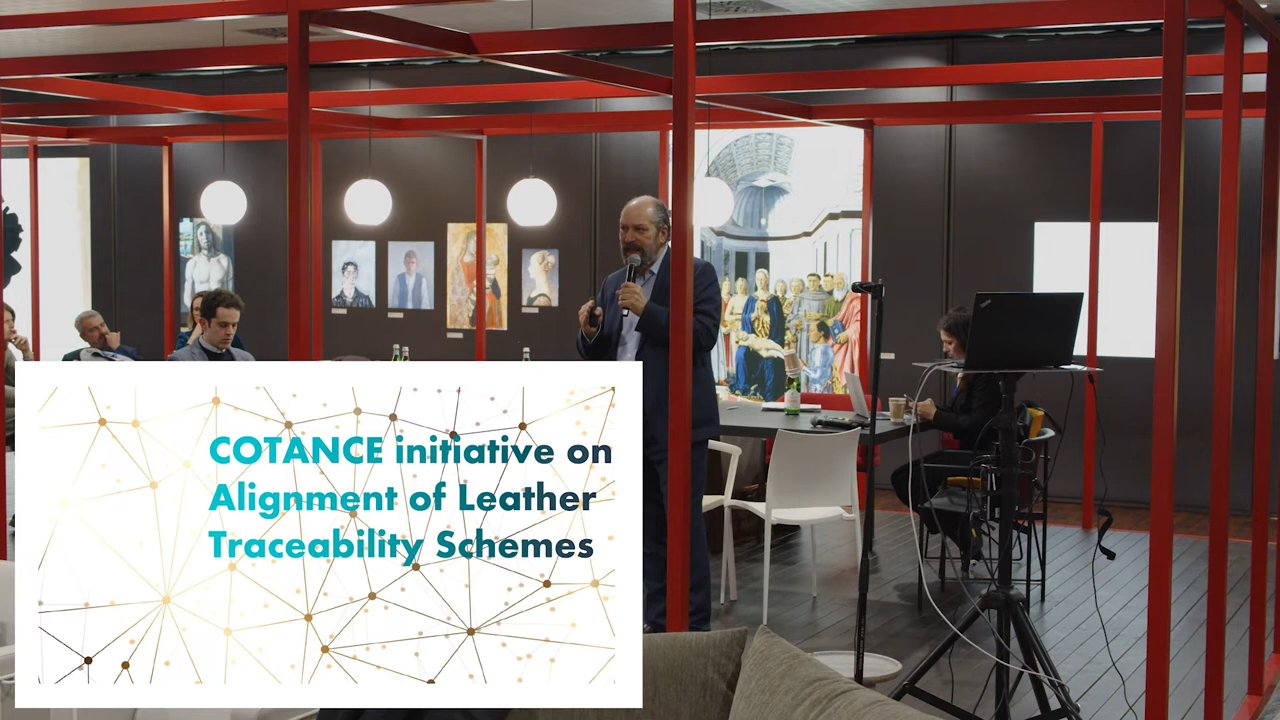 COTANCE initiative on
Alignment of Leather
Traceability Schemes